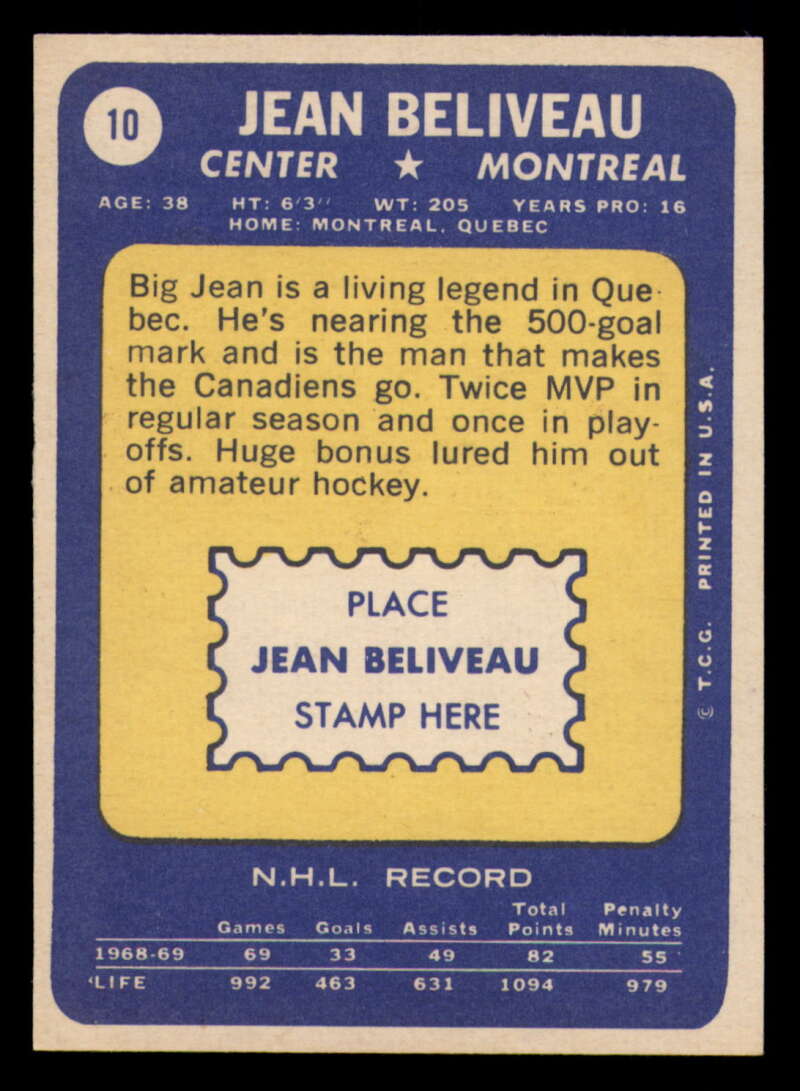 10
JEAN BELIVEAU
CENTER ★ MONTREAL
AGE: 38 HT: 6'3'' WT: 205 YEARS PRO: 16
HOME: MONTREAL, QUEBEC
Big Jean is a living legend in Que-
bec. He's nearing the 500-goal
mark and is the man that makes
the Canadiens go. Twice MVP in
regular season and once in play-
offs. Huge bonus lured him out
of amateur hockey.
PLACE
JEAN BELIVEAU
STAMP HERE
© T.C.G. PRINTED IN U.S.A.
N.H.L. RECORD
Total Penalty
Games Goals Assists Points Minutes
1968-69 69 33 49 82 55
LIFE 992 463 631 1094 979